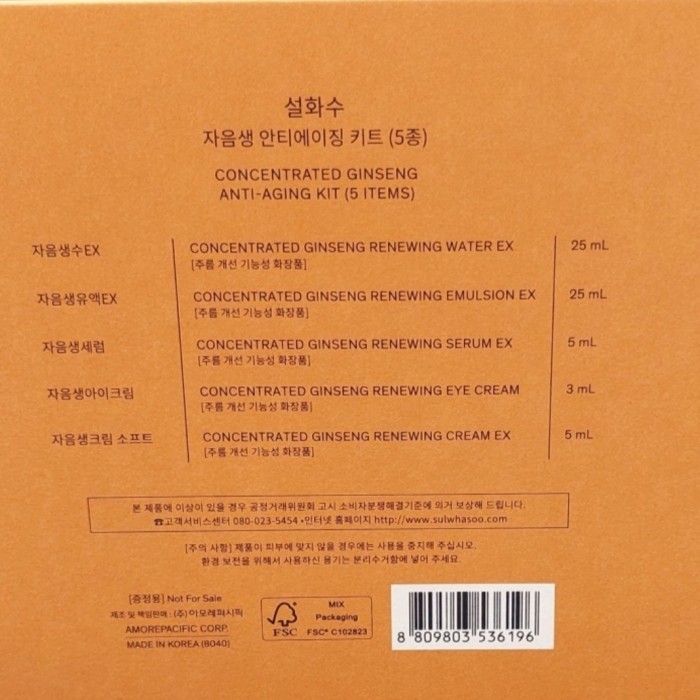 설화수
자음생 안티에이징 키트 (5종)
CONCENTRATED GINSENG
ANTI-AGING KIT (5 ITEMS)
자음생수EX CONCENTRATED GINSENG RENEWING WATER EX 25 mL
[주름 개선 기능성 화장품]
자음생유액EX CONCENTRATED GINSENG RENEWING EMULSION EX 25 mL
[주름 개선 기능성 화장품]
자음생세럼 CONCENTRATED GINSENG RENEWING SERUM EX 5 mL
[주름 개선 기능성 화장품]
자음생아이크림 CONCENTRATED GINSENG RENEWING EYE CREAM 3 mL
[주름 개선 기능성 화장품]
자음생크림 소프트 CONCENTRATED GINSENG RENEWING CREAM EX 5 mL
[주름 개선 기능성 화장품]
본 제품에 이상이 있을 경우 공정거래위원회 고시 소비자분쟁해결기준에 의거 보상해 드립니다.
☎고객서비스센터 080-023-5454 •인터넷 홈페이지 http://www.sulwhasoo.com
[주의 사항] 제품이 피부에 맞지 않을 경우에는 사용을 중지해 주십시오.
환경 보전을 위해서 사용하신 용기는 분리수거함에 넣어 주세요.
[증정용] Not For Sale
제조 및 책임판매 : (주)아모레퍼시픽
AMOREPACIFIC CORP.
MADE IN KOREA (8040)
FSC
MIX
Packaging
FSC® C102823
8 809803 536196